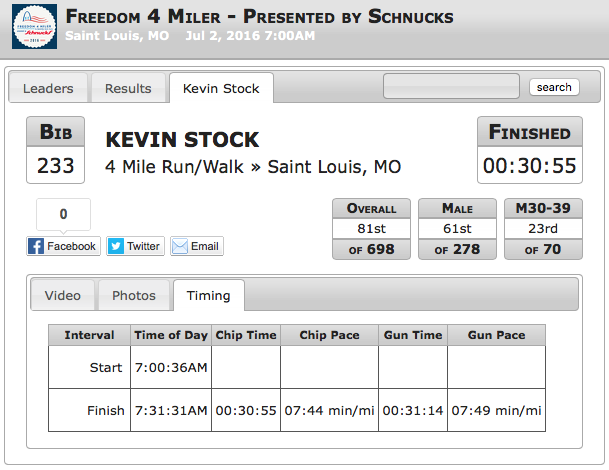 FREEDOM 4 MILER - PRESENTED BY SCHNUCKS
Saint Louis, MO Jul 2, 2016 7:00AM
Leaders Results Kevin Stock search
BIB
233
KEVIN STOCK
4 Mile Run/Walk » Saint Louis, MO
FINISHED
00:30:55
0
Facebook Twitter Email
OVERALL MALE M30-39
81st 61st 23rd
OF 698 OF 278 OF 70
Video Photos Timing
Interval Time of Day Chip Time Chip Pace Gun Time Gun Pace
Start 7:00:36AM
Finish 7:31:31AM 00:30:55 07:44 min/mi 00:31:14 07:49 min/mi